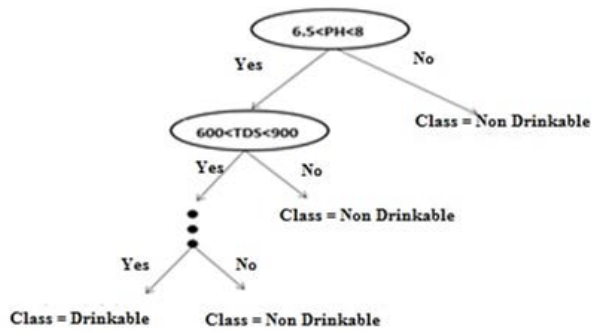 6.5<PH<8
Yes
No
600<TDS<900
Class = Non Drinkable
Yes
No
Class = Non Drinkable
Yes
No
Class = Drinkable
Class = Non Drinkable